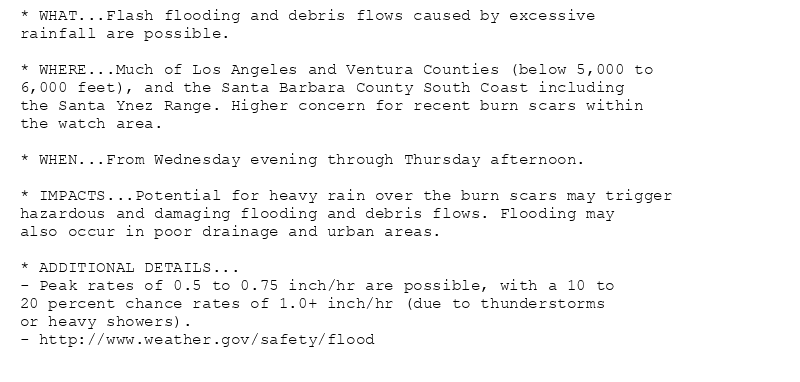 * WHAT...Flash flooding and debris flows caused by excessive
rainfall are possible.
* WHERE...Much of Los Angeles and Ventura Counties (below 5,000 to
6,000 feet), and the Santa Barbara County South Coast including
the Santa Ynez Range. Higher concern for recent burn scars within
the watch area.
* WHEN...From Wednesday evening through Thursday afternoon.
* IMPACTS...Potential for heavy rain over the burn scars may trigger
hazardous and damaging flooding and debris flows. Flooding may
also occur in poor drainage and urban areas.
* ADDITIONAL DETAILS...
- Peak rates of 0.5 to 0.75 inch/hr are possible, with a 10 to
20 percent chance rates of 1.0+ inch/hr (due to thunderstorms
or heavy showers).
- http://www.weather.gov/safety/flood